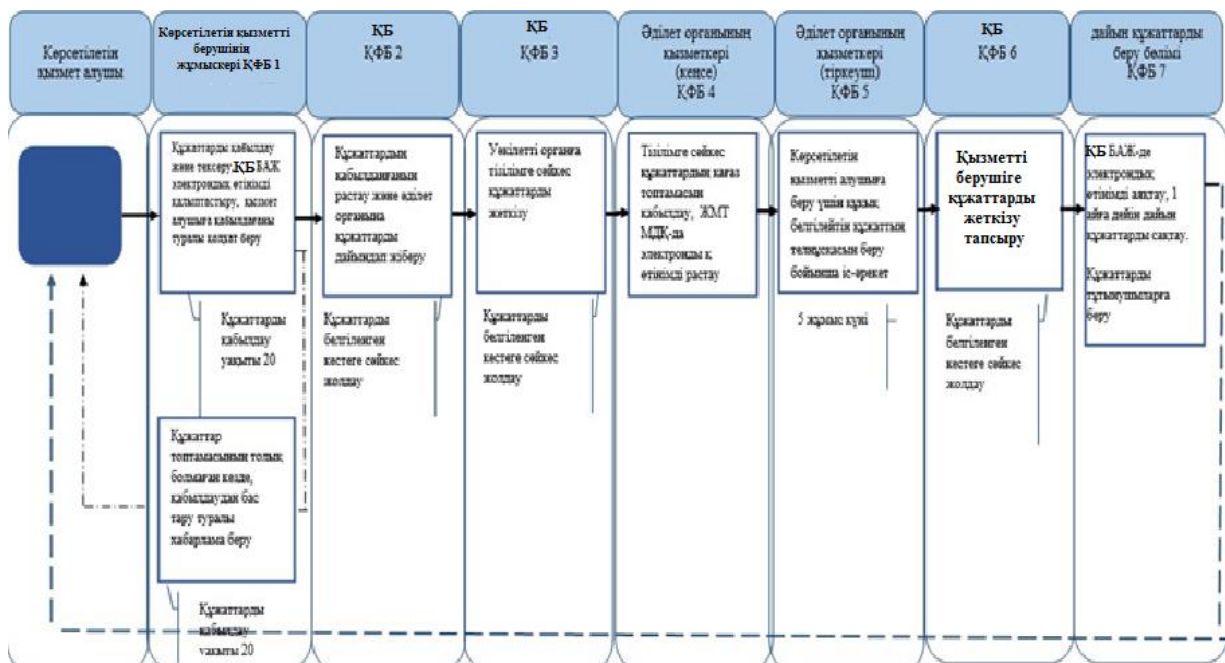 Көрсетілетін
қызмет алушы
Көрсетілетін қызметті
берушінің
жұмыскері ҚФБ 1
ҚБ
ҚФБ 2
ҚБ
ҚФБ 3
Әділет органының
қызметкері
(кеңсе)
ҚФБ 4
Әділет органының
қызметкері
(тіркеуші)
ҚФБ 5
ҚБ
ҚФБ 6
дайын құжаттарды
беру бөлімі
ҚФБ 7
Құжаттарды қабылдау
және тексеру, ҚБ БАЖ
электрондық өтінімді
қалыптастыру, қызмет
алушыға қабылданғаны
туралы қолхат беру
Құжаттардың
қабылданғанын
растау және әділет
органына
құжаттарды
дайындап жіберу
Уәкілетті органға
тізілімге сәйкес
құжаттарды
жеткізу
Тізілімге сәйкес
құжаттардың қағаз
топтамасын
қабылдау, ЖМТ
МДҚ-да
электронды қ
өтінімді растау
Көрсетілетін
қызметті алушыға
беру үшін құқық
белгілейтін құжаттың
телнұсқасын беру
бойынша іс-әрекет
Қызметті
берушіге
құжаттарды
жеткізу
тапсыру
ҚБ БАЖ-де
электрондық
өтінімді аяқтау, 1
айға дейін дайын
құжаттарды сақтау.
Құжаттарды
тұтынушыларға
беру
Құжаттарды
қабылдау
уақыты 20
Құжаттарды
белгіленген
кестеге сәйкес
жолдау
Құжаттарды
белгіленген
кестеге сәйкес
жолдау
5 жұмыс күні
Құжаттарды
белгіленген
кестеге сәйкес
жолдау
Құжаттар
топтамасының толық
болмаған кезде,
қабылдаудан бас
тарту туралы
хабарлама беру
Құжаттарды
қабылдау
уақыты 20